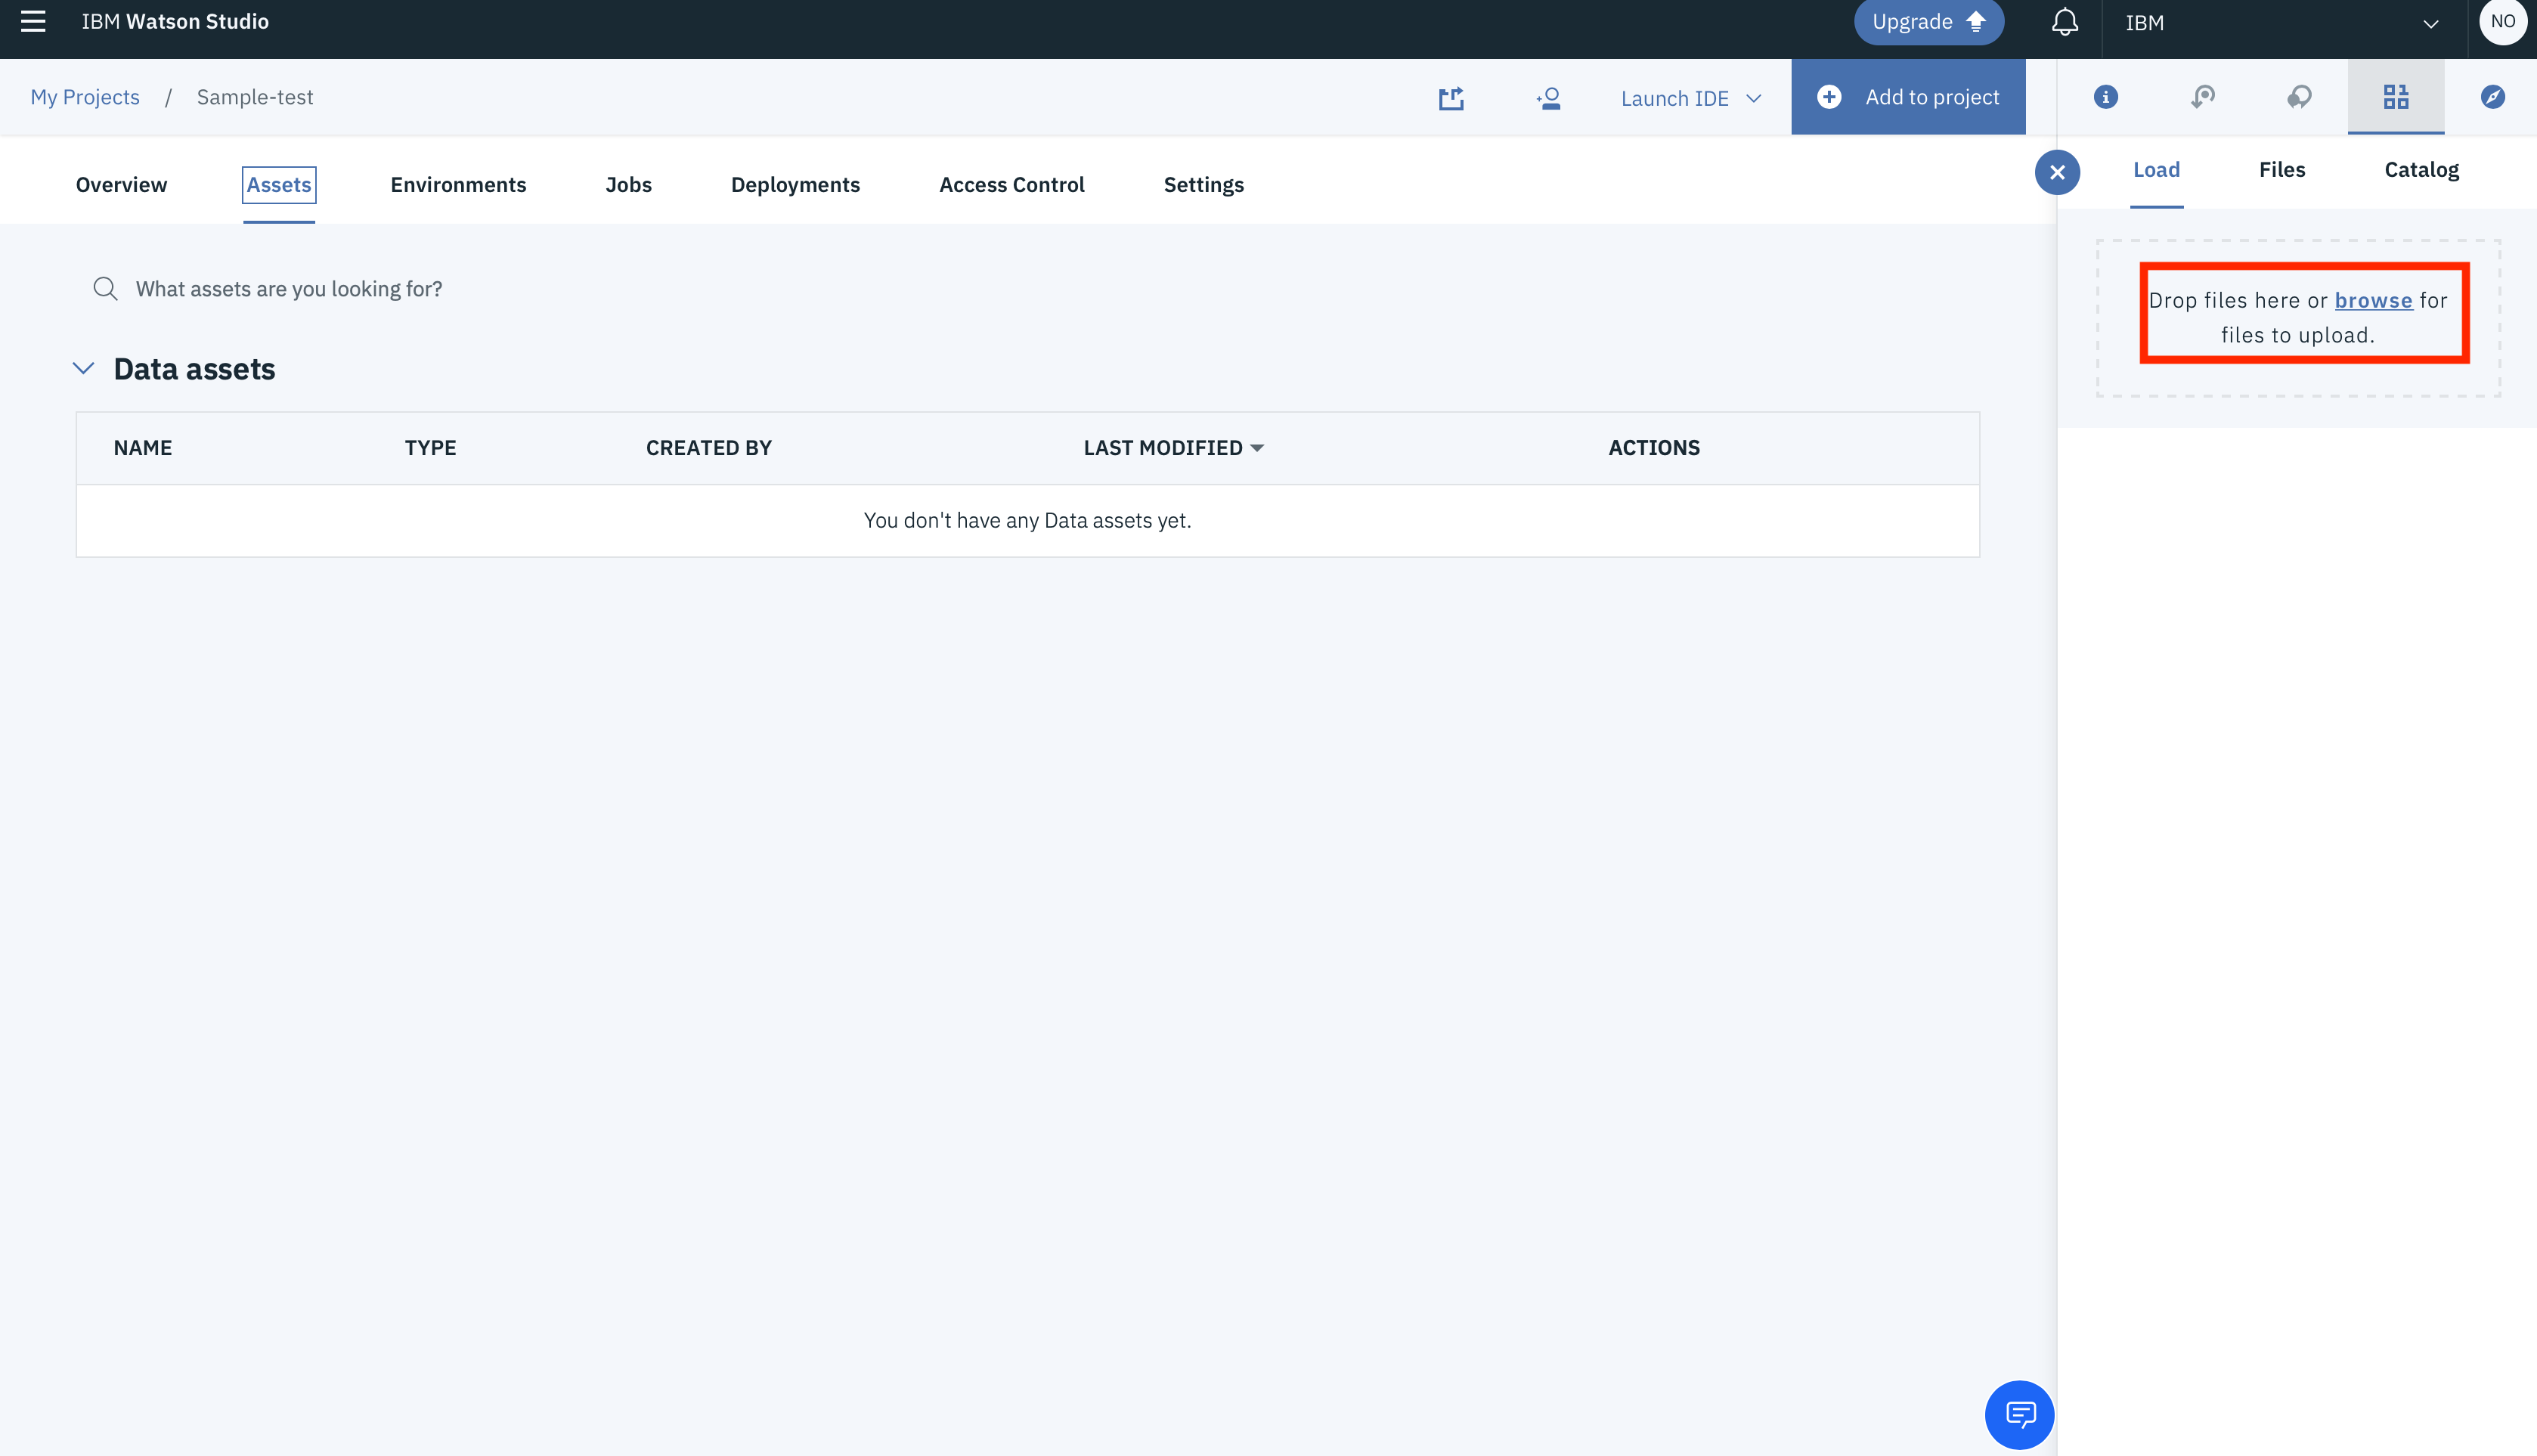 IBM Watson Studio
Upgrade
IBM
NO
My Projects / Sample-test
Launch IDE
Add to project
Overview
Assets
Environments
Jobs
Deployments
Access Control
Settings
Load
Files
Catalog
What assets are you looking for?
Drop files here or browse for
files to upload.
Data assets
NAME
TYPE
CREATED BY
LAST MODIFIED
ACTIONS
You don't have any Data assets yet.